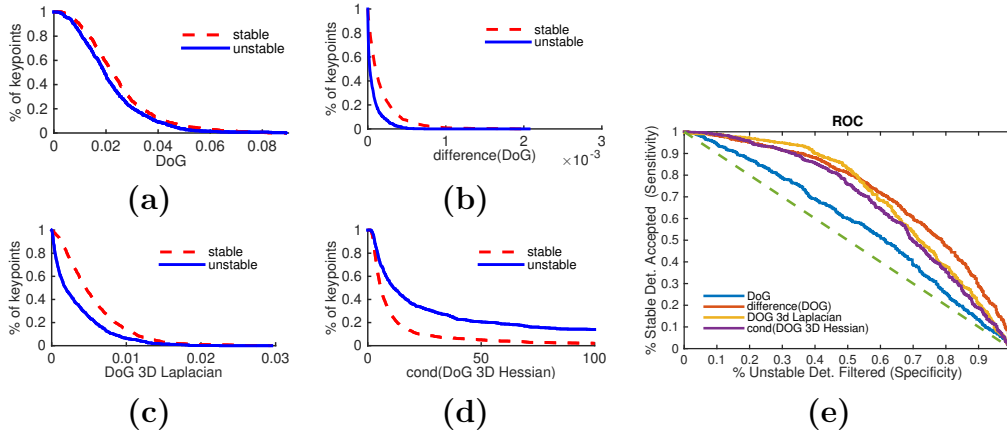 % of keypoints
1
0.8
0.6
0.4
0.2
0
0 0.02 0.04 0.06 0.08
DoG
stable
unstable
(a)
% of keypoints
1
0.8
0.6
0.4
0.2
0
0 1 2 3
difference(DoG) ×10⁻³
stable
unstable
(b)
% of keypoints
1
0.8
0.6
0.4
0.2
0
0 0.01 0.02 0.03
DoG 3D Laplacian
stable
unstable
(c)
% of keypoints
1
0.8
0.6
0.4
0.2
0
0 50 100
cond(DoG 3D Hessian)
stable
unstable
(d)
ROC
% Stable Det. Accepted (Sensitivity)
1
0.9
0.8
0.7
0.6
0.5
0.4
0.3
0.2
0.1
0
DoG
difference(DOG)
DOG 3d Laplacian
cond(DOG 3D Hessian)
0 0.1 0.2 0.3 0.4 0.5 0.6 0.7 0.8 0.9
% Unstable Det. Filtered (Specificity)
(e)